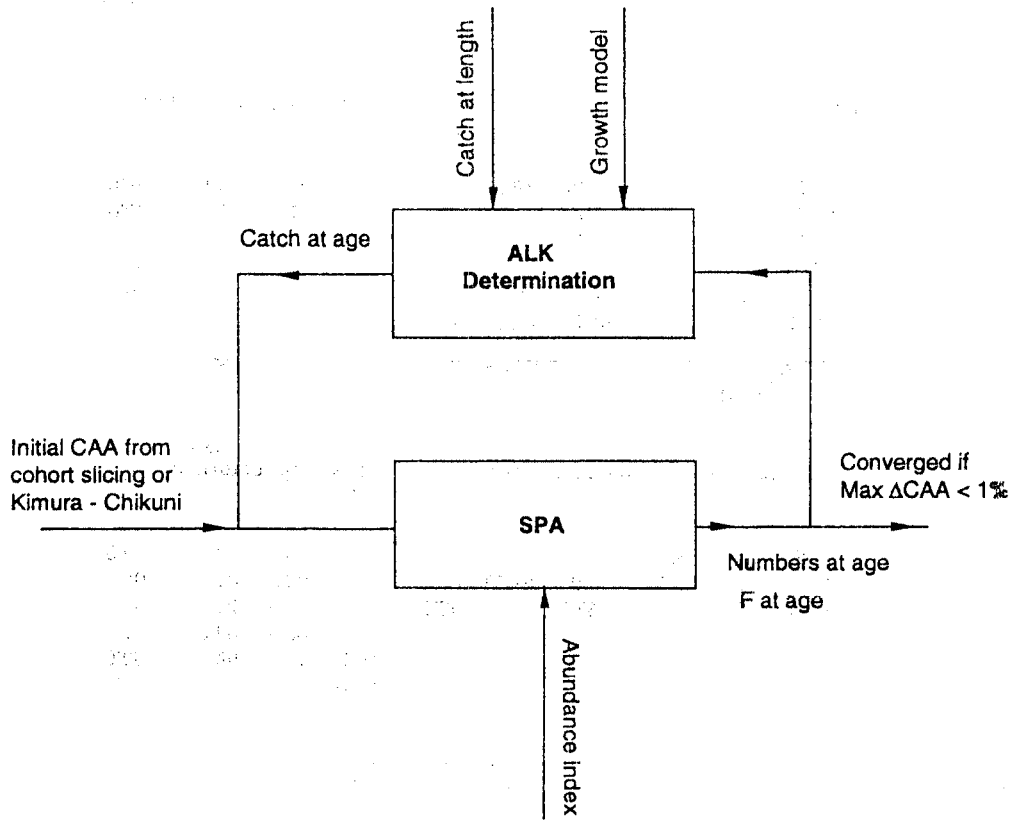 Catch at length
Growth model
Catch at age
ALK
Determination
Initial CAA from
cohort slicing or
Kimura - Chikuni
SPA
Converged if
Max ΔCAA < 1‰
Numbers at age
F at age
Abundance index